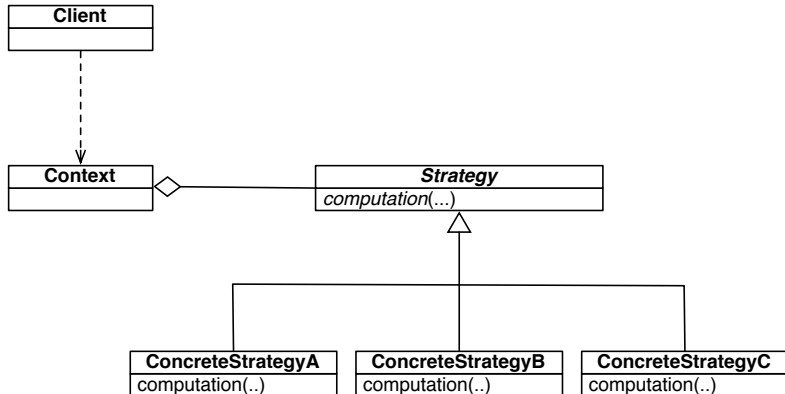 Client
Context
Strategy
computation(...)
ConcreteStrategyA
computation(..)
ConcreteStrategyB
computation(..)
ConcreteStrategyC
computation(..)